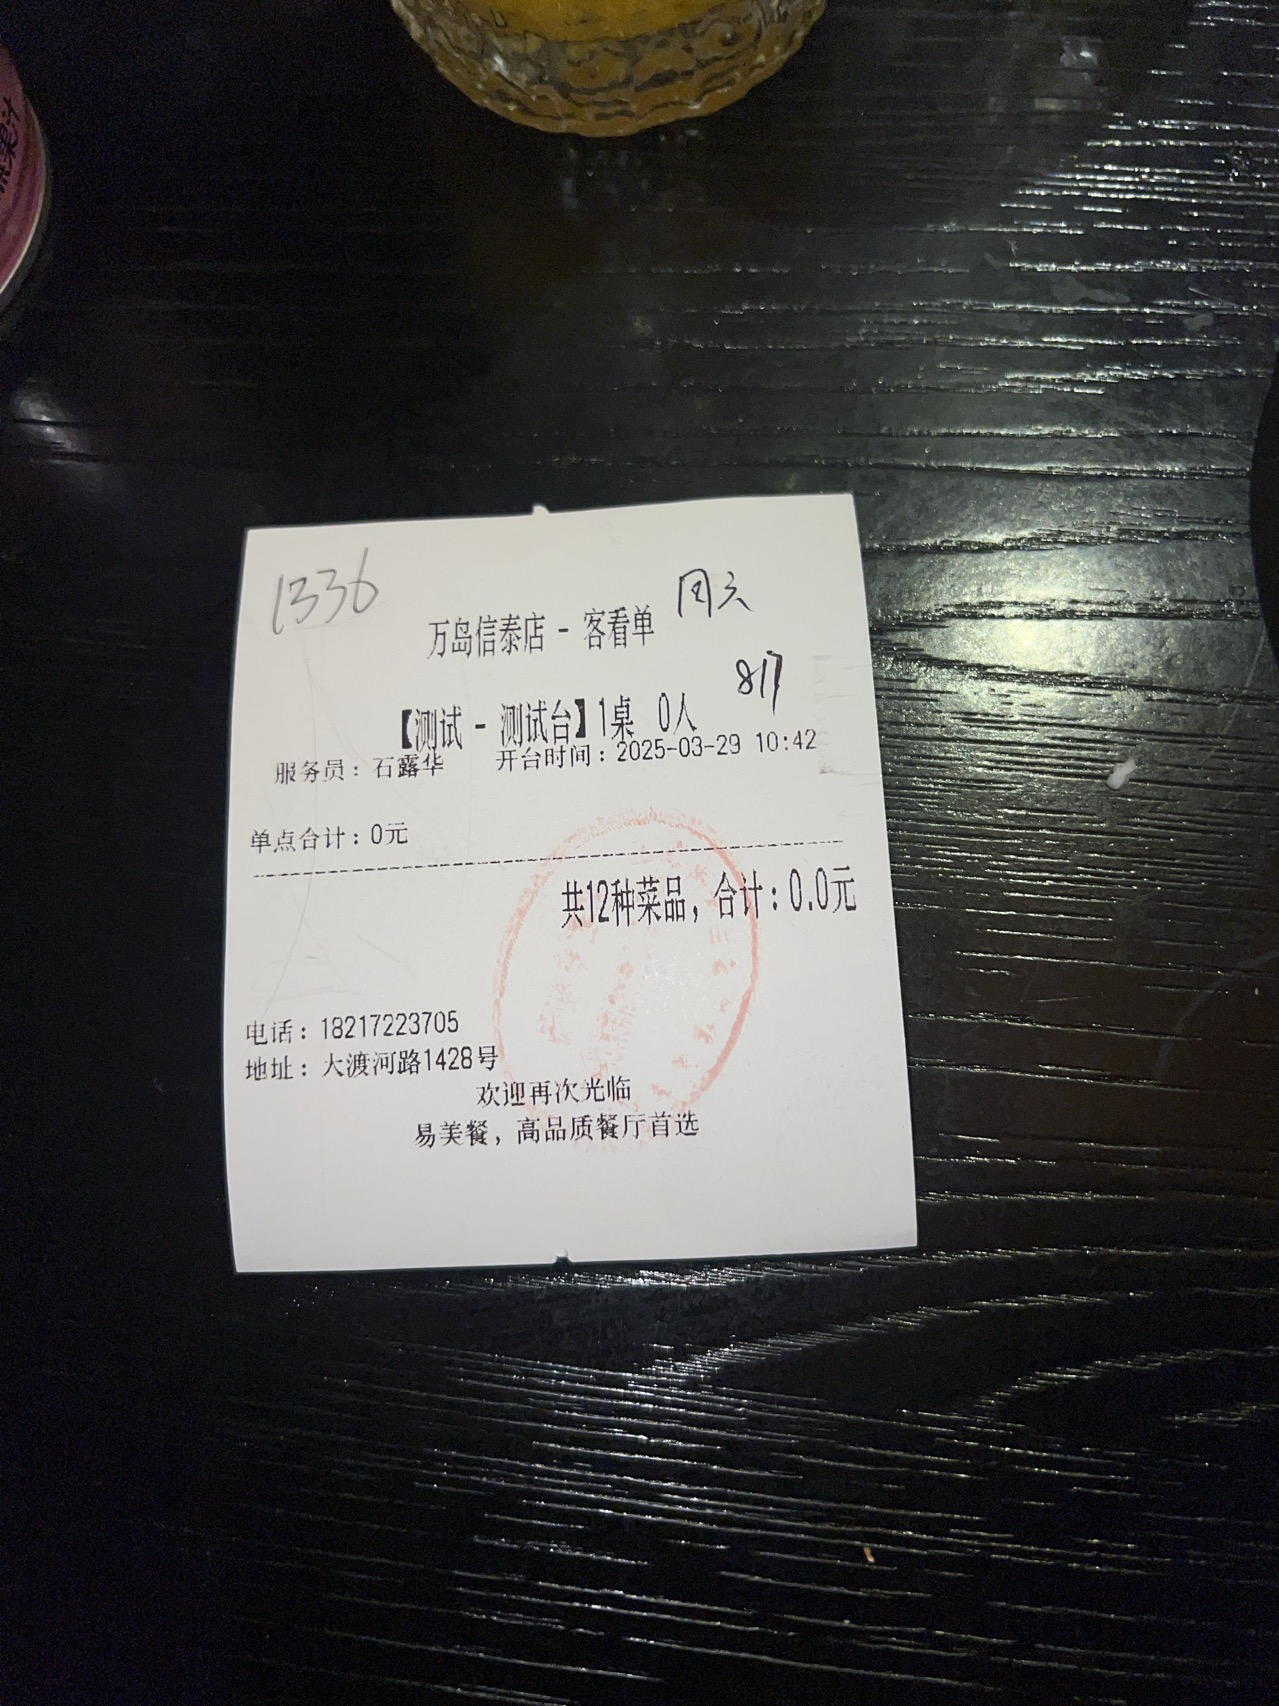 果汁
1336
周六
万岛信泰店 - 客看单
817
【测试 - 测试台】1桌 0人
服务员：石露华 开台时间：2025-03-29 10:42
单点合计：0元
共12种菜品，合计：0.0元
电话：18217223705
地址：大渡河路1428号
欢迎再次光临
易美餐，高品质餐厅首选